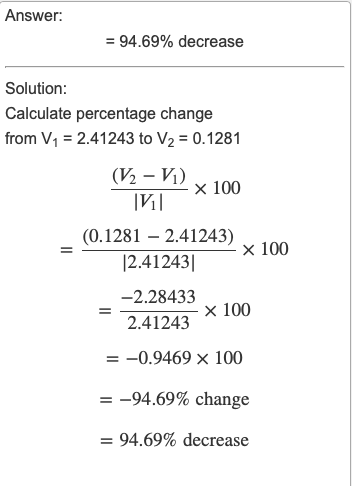 Answer:
= 94.69% decrease
Solution:
Calculate percentage change
from V₁ = 2.41243 to V₂ = 0.1281
(V₂ − V₁)
|V₁|
× 100
= (0.1281 − 2.41243)
|2.41243|
× 100
= −2.28433
2.41243
× 100
= −0.9469 × 100
= −94.69% change
= 94.69% decrease